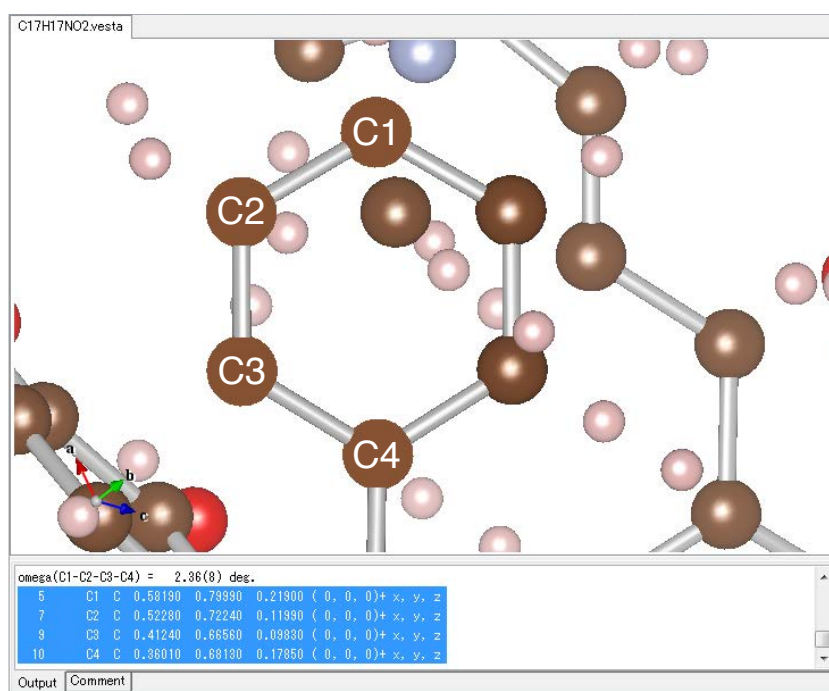 C17H17NO2.vesta
C1
C2
C3
C4
a
b
c
omega(C1-C2-C3-C4) = 2.36(8) deg.
5 C1 C 0.58190 0.79990 0.21900 ( 0, 0, 0)+ x, y, z
7 C2 C 0.52280 0.72240 0.11990 ( 0, 0, 0)+ x, y, z
9 C3 C 0.41240 0.66560 0.09830 ( 0, 0, 0)+ x, y, z
10 C4 C 0.36010 0.68130 0.17850 ( 0, 0, 0)+ x, y, z
Output Comment